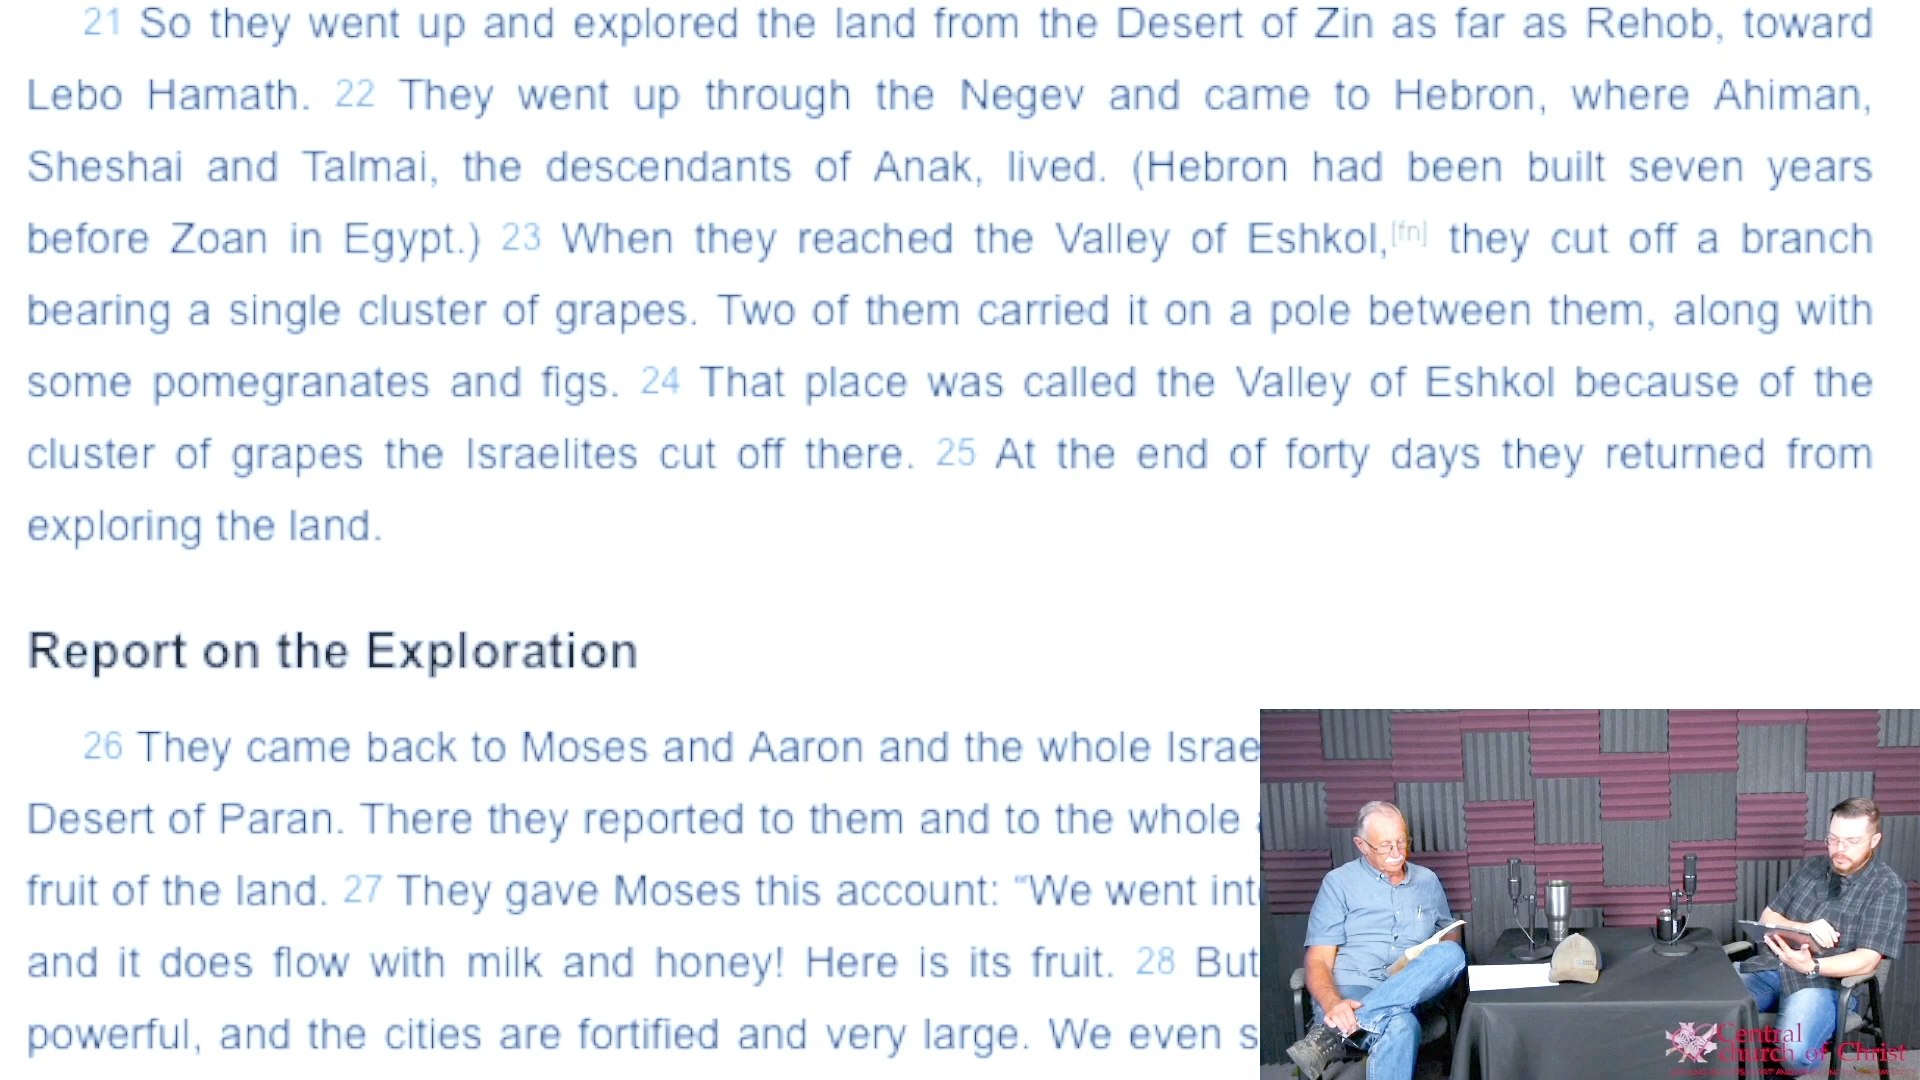 21 So they went up and explored the land from the Desert of Zin as far as Rehob, toward
Lebo Hamath. 22 They went up through the Negev and came to Hebron, where Ahiman,
Sheshai and Talmai, the descendants of Anak, lived. (Hebron had been built seven years
before Zoan in Egypt.) 23 When they reached the Valley of Eshkol,[fn] they cut off a branch
bearing a single cluster of grapes. Two of them carried it on a pole between them, along with
some pomegranates and figs. 24 That place was called the Valley of Eshkol because of the
cluster of grapes the Israelites cut off there. 25 At the end of forty days they returned from
exploring the land.
Report on the Exploration
26 They came back to Moses and Aaron and the whole Israe
Desert of Paran. There they reported to them and to the whole
fruit of the land. 27 They gave Moses this account: “We went int
and it does flow with milk and honey! Here is its fruit. 28 But
powerful, and the cities are fortified and very large. We even s
Central
church of Christ